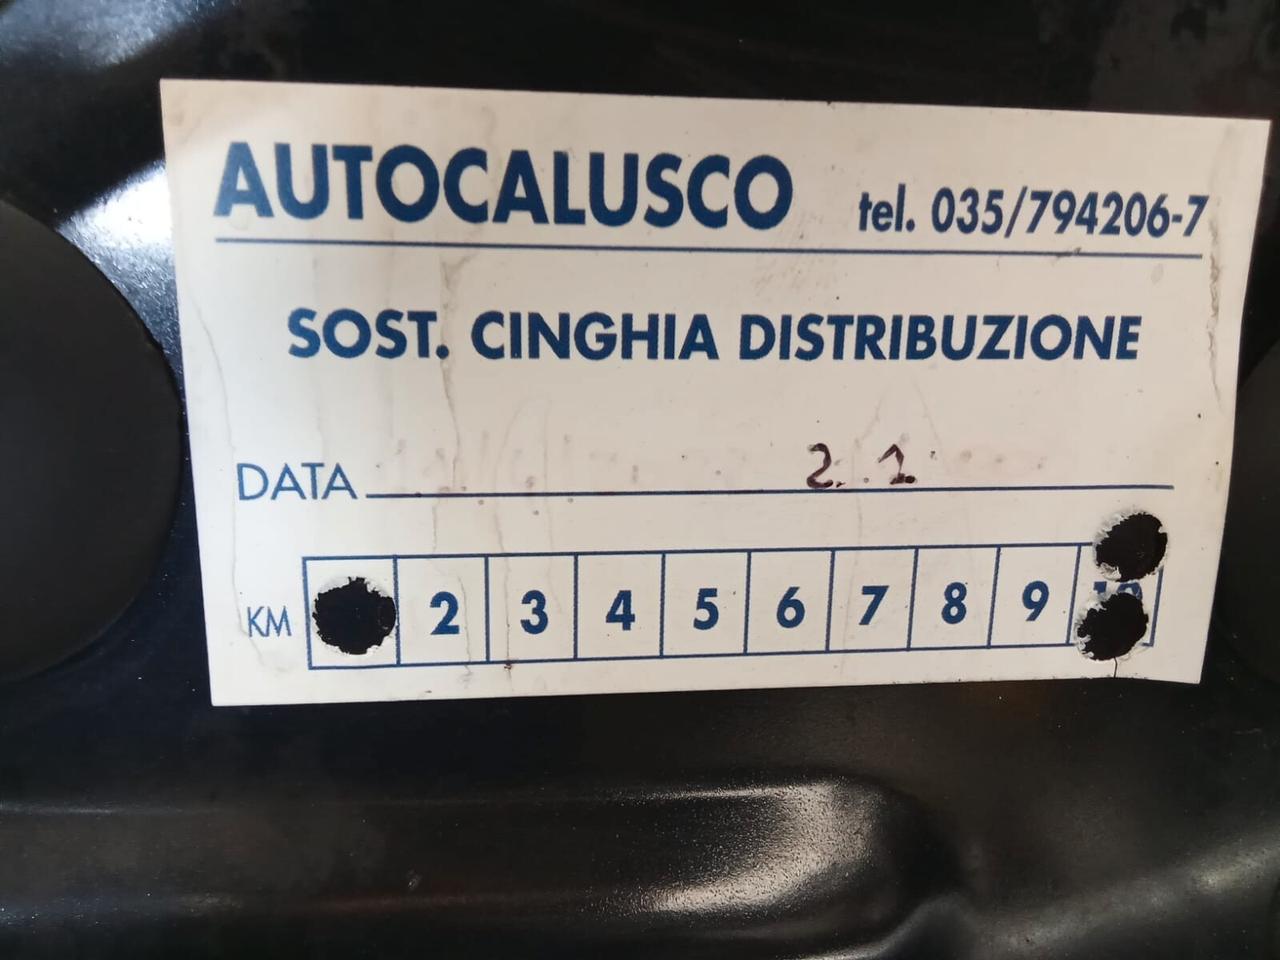 AUTOCALUSCO tel. 035/794206-7
SOST. CINGHIA DISTRIBUZIONE
DATA 2. 1
KM 2 3 4 5 6 7 8 9